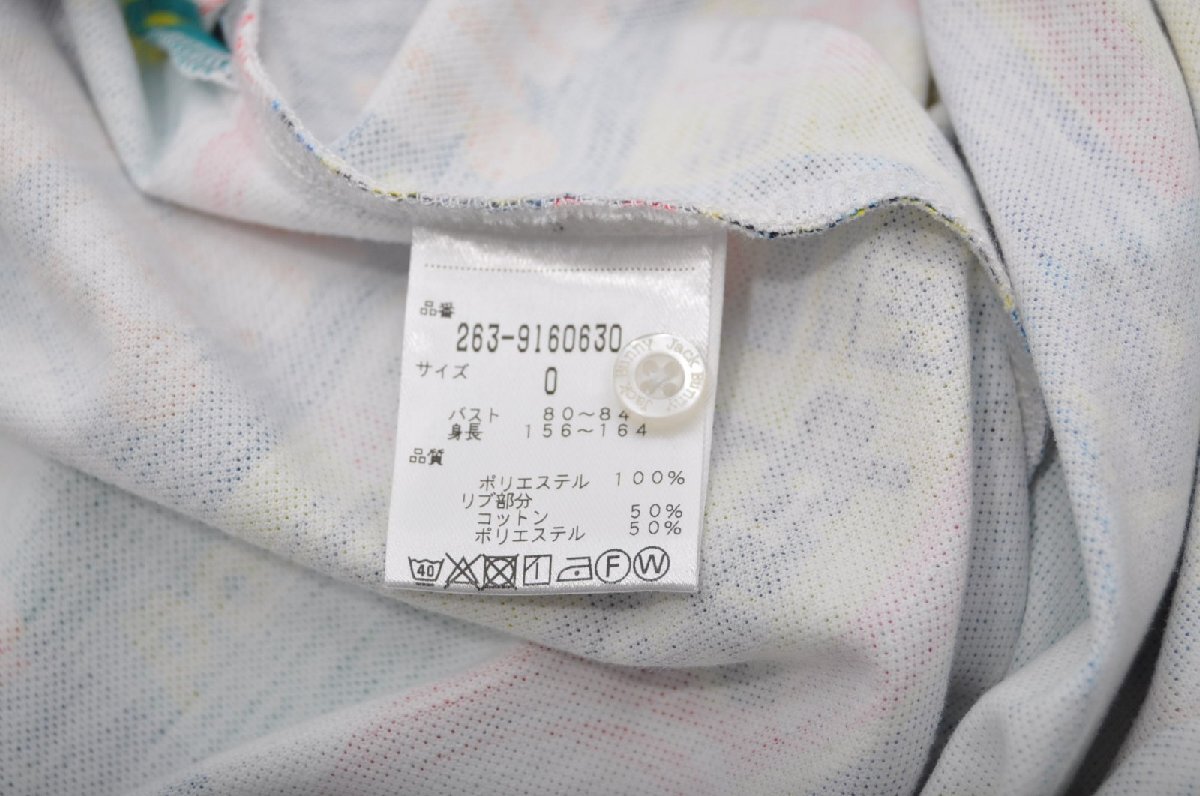 品番
263-9160630
サイズ 0
バスト 80～84
身長 156～164
品質
ポリエステル 100%
リブ部分
コットン 50%
ポリエステル 50%
40 F W
Jack Bunny Jack Bunny